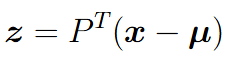 z = P^T(x − μ)